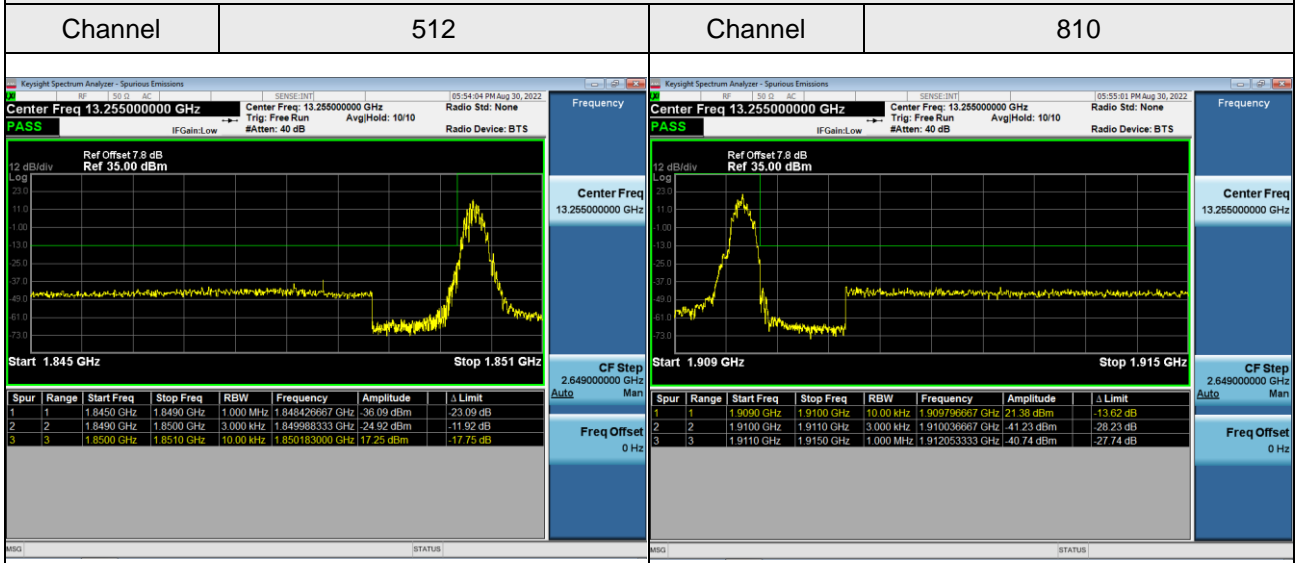 Channel 512 Channel 810
Keysight Spectrum Analyzer - Spurious Emissions
RF 50 Ω AC SENSE:INT 05:54:04 PM Aug 30, 2022
Center Freq 13.255000000 GHz Center Freq: 13.255000000 GHz Radio Std: None Frequency
Trig: Free Run Avg|Hold: 10/10
PASS IFGain:Low #Atten: 40 dB Radio Device: BTS
Ref Offset 7.8 dB
12 dB/div Ref 35.00 dBm
Log
23.0
11.0
-1.00
-13.0
-25.0
-37.0
-49.0
-61.0
-73.0
Start 1.845 GHz Stop 1.851 GHz
Center Freq
13.255000000 GHz
CF Step
2.649000000 GHz
Auto Man
Freq Offset
0 Hz
Spur Range Start Freq Stop Freq RBW Frequency Amplitude Δ Limit
1 1 1.8450 GHz 1.8490 GHz 1.000 MHz 1.848426667 GHz -36.09 dBm -23.09 dB
2 2 1.8490 GHz 1.8500 GHz 3.000 kHz 1.849988333 GHz -24.92 dBm -11.92 dB
3 3 1.8500 GHz 1.8510 GHz 10.00 kHz 1.850183000 GHz 17.25 dBm -17.75 dB
MSG STATUS
Keysight Spectrum Analyzer - Spurious Emissions
RF 50 Ω AC SENSE:INT 05:55:01 PM Aug 30, 2022
Center Freq 13.255000000 GHz Center Freq: 13.255000000 GHz Radio Std: None Frequency
Trig: Free Run Avg|Hold: 10/10
PASS IFGain:Low #Atten: 40 dB Radio Device: BTS
Ref Offset 7.8 dB
12 dB/div Ref 35.00 dBm
Log
23.0
11.0
-1.00
-13.0
-25.0
-37.0
-49.0
-61.0
-73.0
Start 1.909 GHz Stop 1.915 GHz
Center Freq
13.255000000 GHz
CF Step
2.649000000 GHz
Auto Man
Freq Offset
0 Hz
Spur Range Start Freq Stop Freq RBW Frequency Amplitude Δ Limit
1 1 1.9090 GHz 1.9100 GHz 10.00 kHz 1.909796667 GHz 21.38 dBm -13.62 dB
2 2 1.9100 GHz 1.9110 GHz 3.000 kHz 1.910036667 GHz -41.23 dBm -28.23 dB
3 3 1.9110 GHz 1.9150 GHz 1.000 MHz 1.912053333 GHz -40.74 dBm -27.74 dB
MSG STATUS